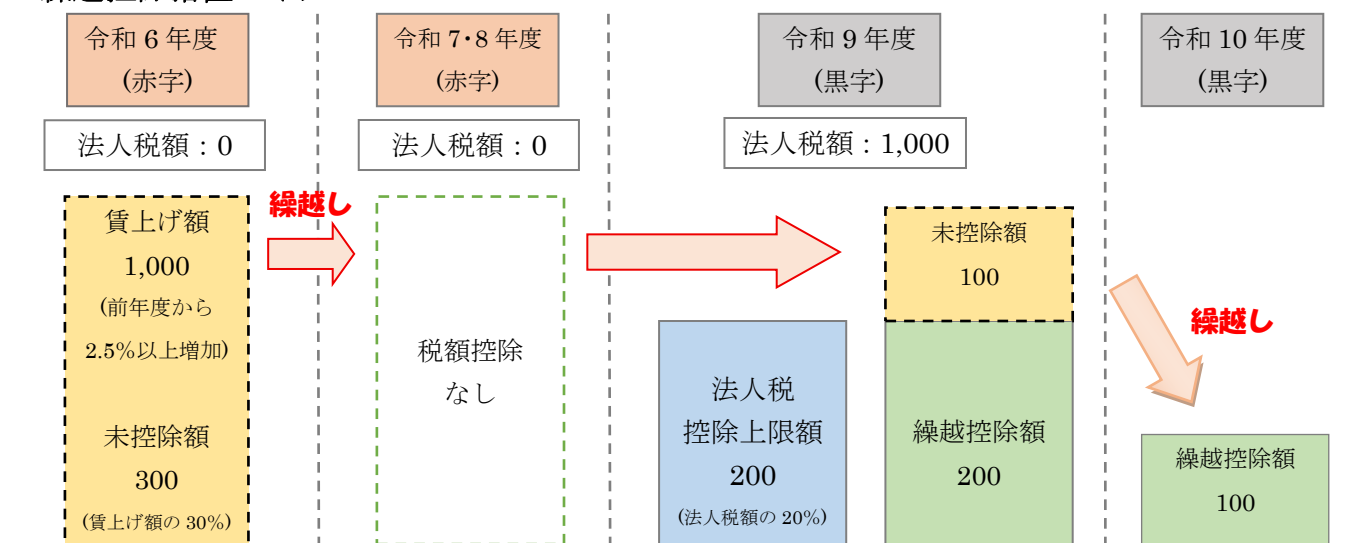 令和 6 年度
(赤字)
法人税額：0
賃上げ額
1,000
(前年度から
2.5%以上増加)
未控除額
300
(賃上げ額の 30%)
繰越し
令和 7・8 年度
(赤字)
法人税額：0
税額控除
なし
令和 9 年度
(黒字)
法人税額：1,000
法人税
控除上限額
200
(法人税額の 20%)
未控除額
100
繰越控除額
200
令和 10 年度
(黒字)
繰越し
繰越控除額
100